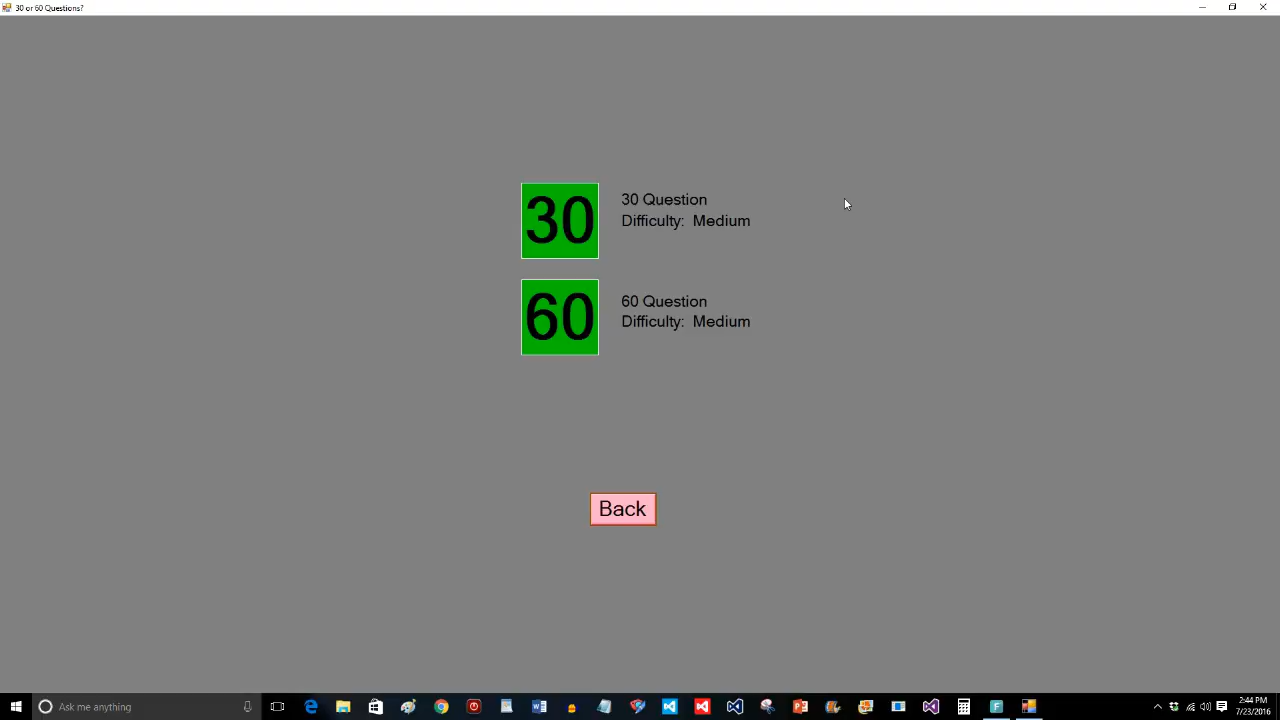 30 or 60 Questions?
30
30 Question
Difficulty:  Medium
60
60 Question
Difficulty:  Medium
Back
Ask me anything
2:44 PM
7/23/2016